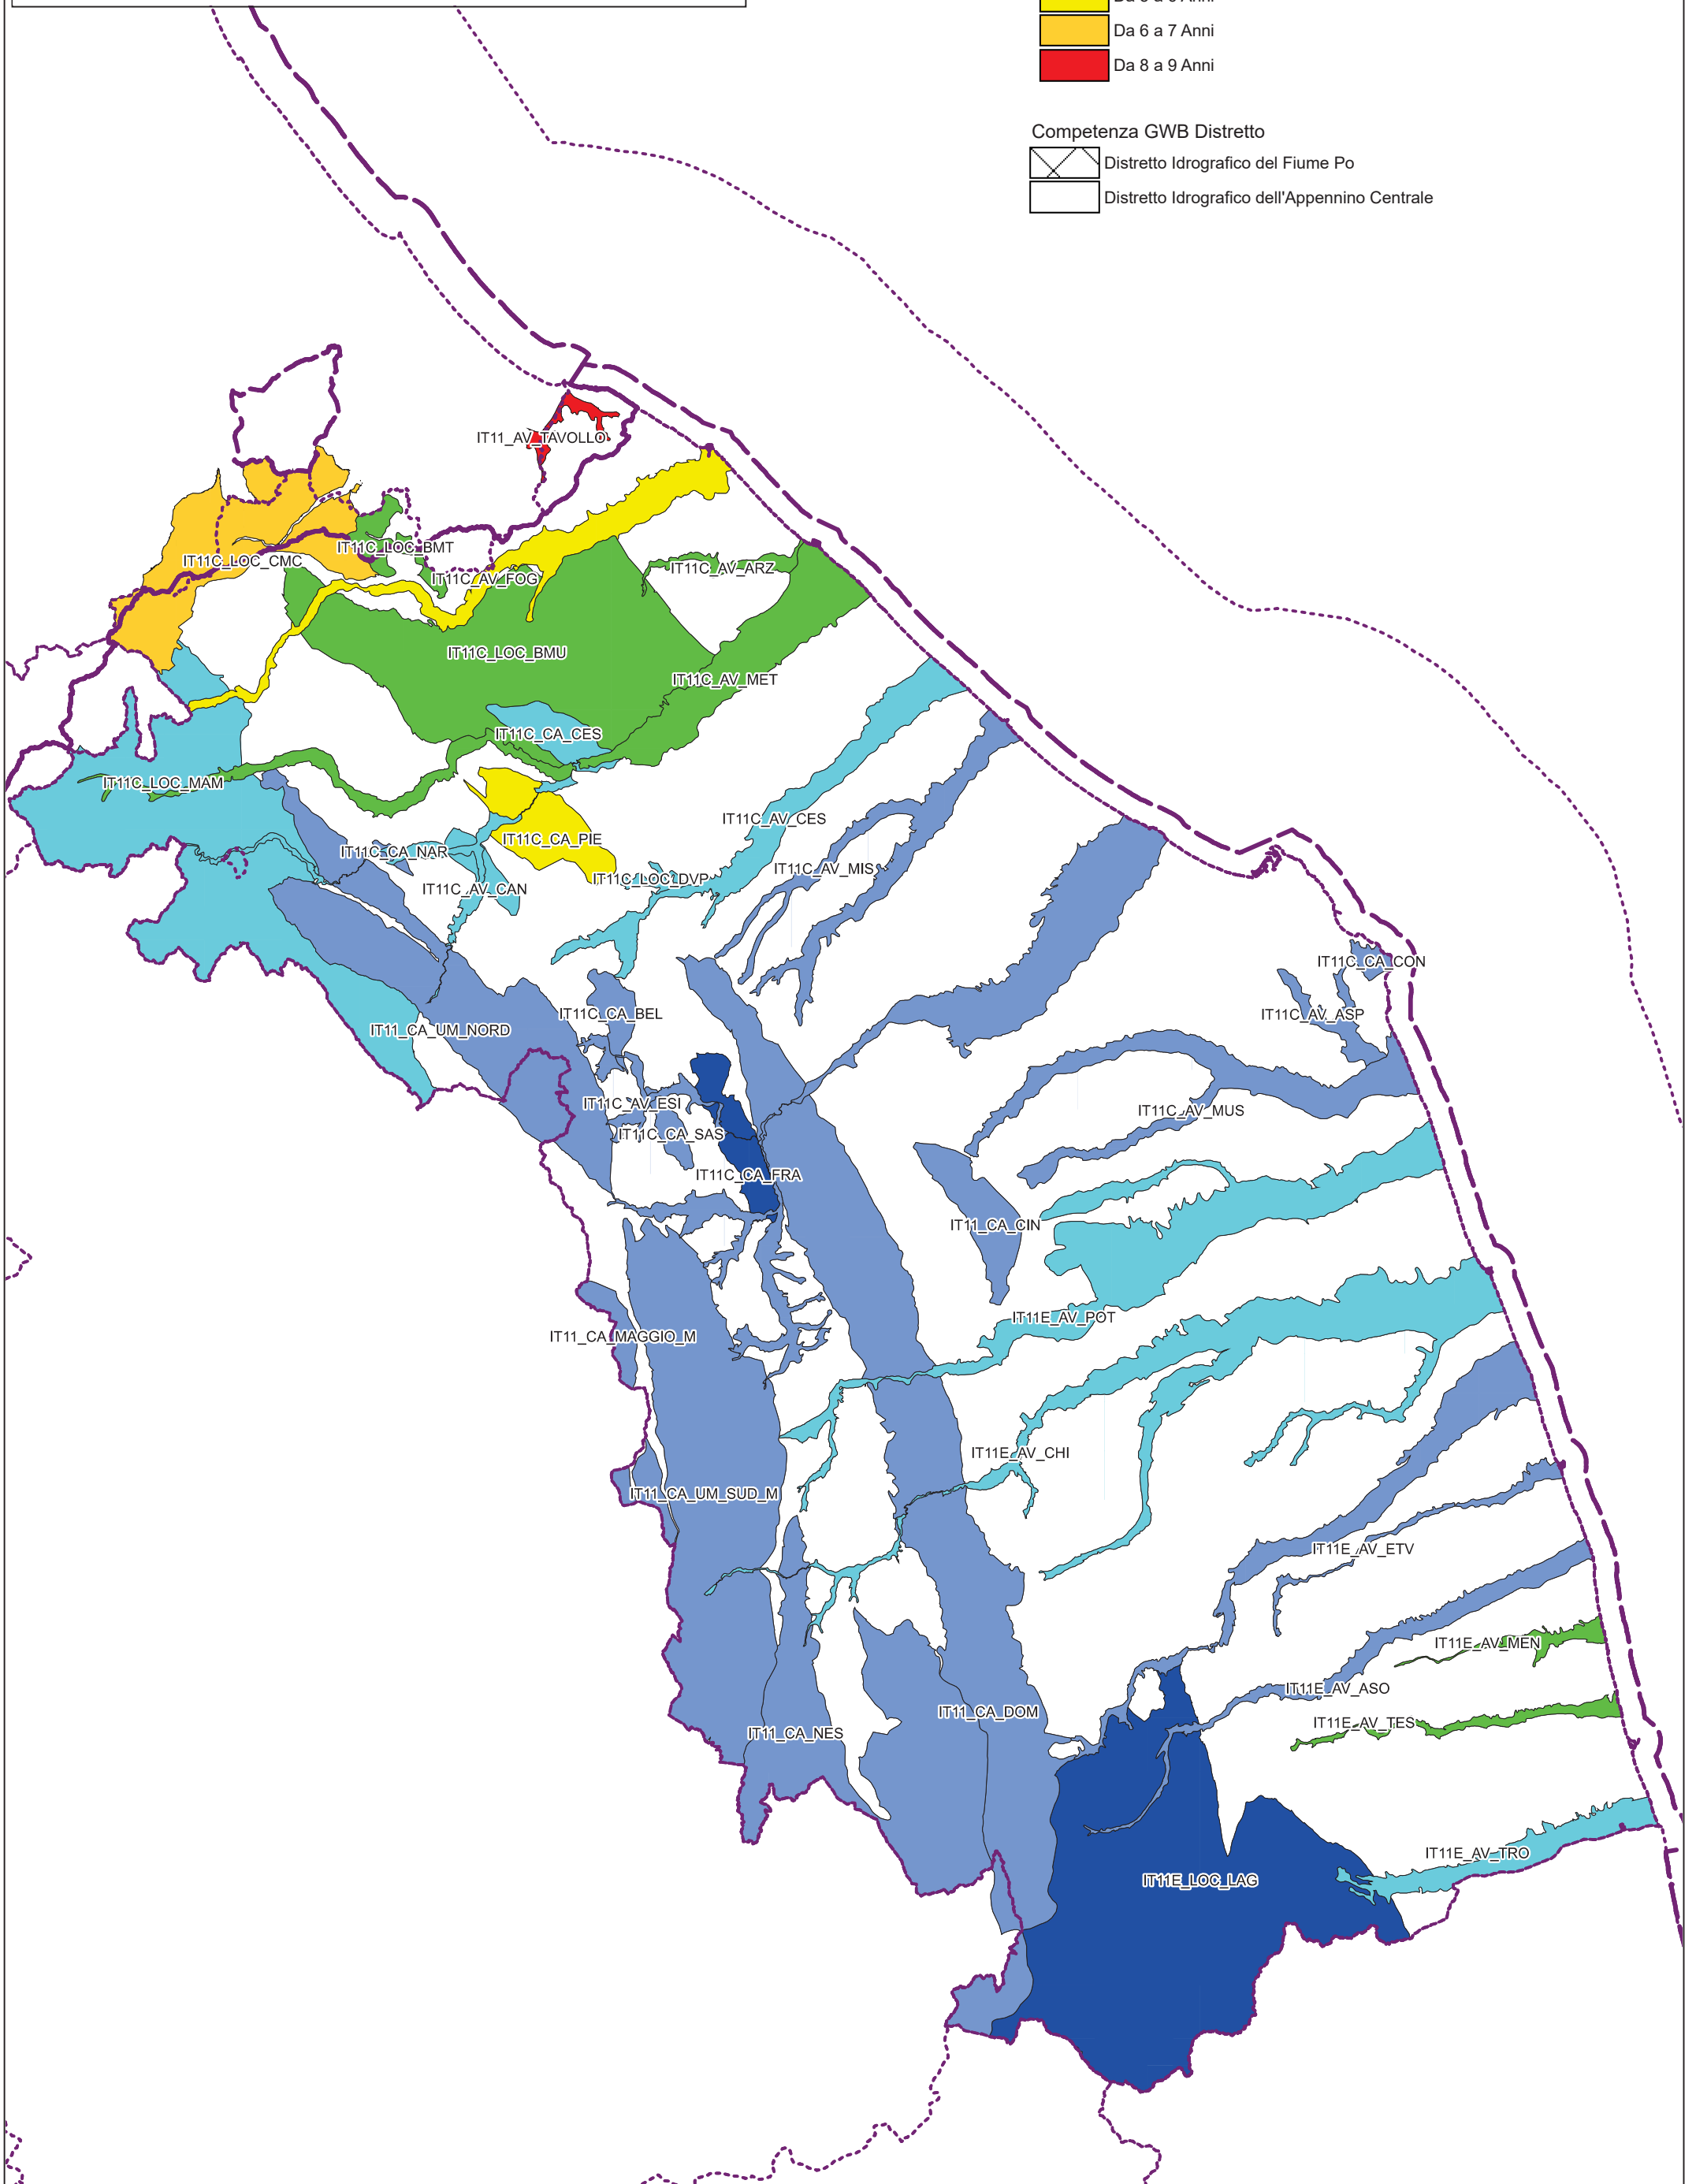 Da 6 a 7 Anni
Da 8 a 9 Anni
Competenza GWB Distretto
Distretto Idrografico del Fiume Po
Distretto Idrografico dell'Appennino Centrale
IT11_AV_TAVOLLO
IT11C_LOC_BMT
IT11C_LOC_CMC
IT11C_AV_FOG
IT11C_AV_ARZ
IT11C_LOC_BMU
IT11C_AV_MET
IT11C_CA_CES
IT11C_LOC_MAM
IT11C_AV_CES
IT11C_CA_PIE
IT11C_CA_NAR
IT11C_AV_MIS
IT11C_LOC_DVP
IT11C_AV_CAN
IT11C_CA_CON
IT11C_CA_BEL
IT11C_AV_ASP
IT11_CA_UM_NORD
IT11C_AV_ESI
IT11C_AV_MUS
IT11C_CA_SAS
IT11C_CA_FRA
IT11_CA_CIN
IT11E_AV_POT
IT11_CA_MAGGIO_M
IT11E_AV_CHI
IT11_CA_UM_SUD_M
IT11E_AV_ETV
IT11E_AV_MEN
IT11E_AV_ASO
IT11_CA_DOM
IT11E_AV_TES
IT11_CA_NES
IT11E_AV_TRO
IT11E_LOC_LAG